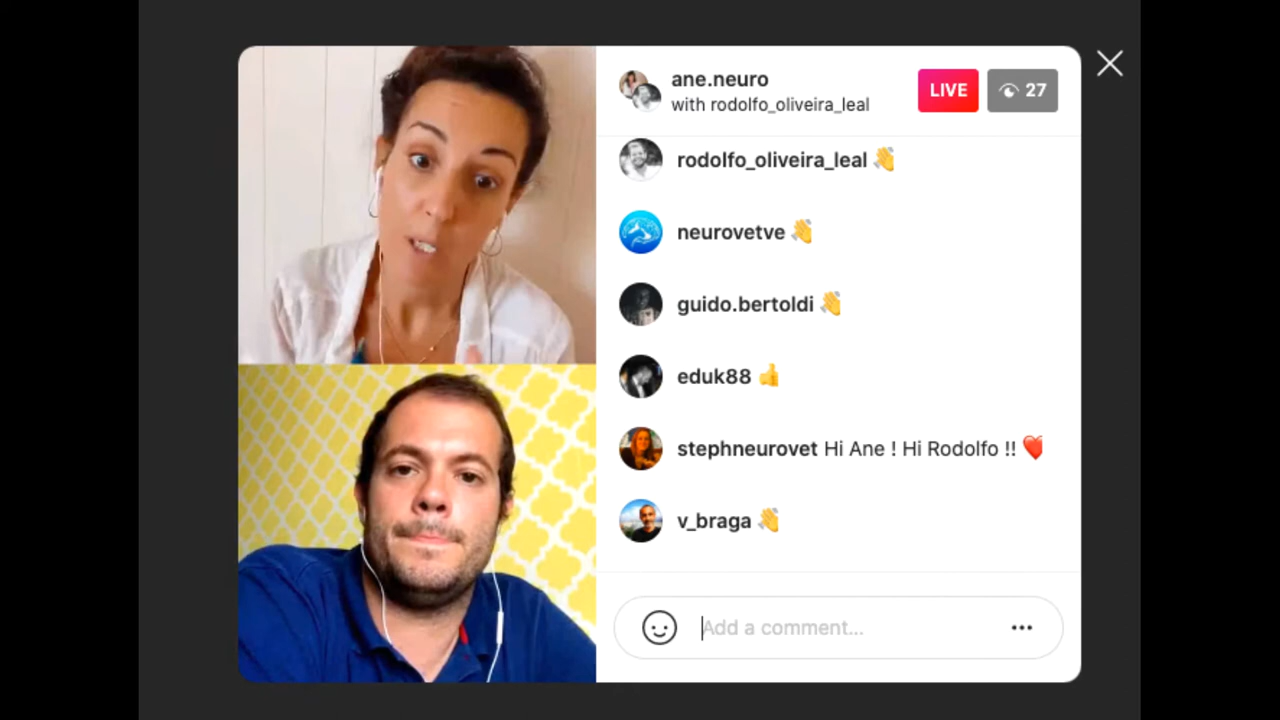 ane.neuro
with rodolfo_oliveira_leal
LIVE
27
rodolfo_oliveira_leal 👏
neurovetve 👏
guido.bertoldi 👏
eduk88 👍
stephneurovet Hi Ane ! Hi Rodolfo !! ❤️
v_braga 👏
Add a comment...